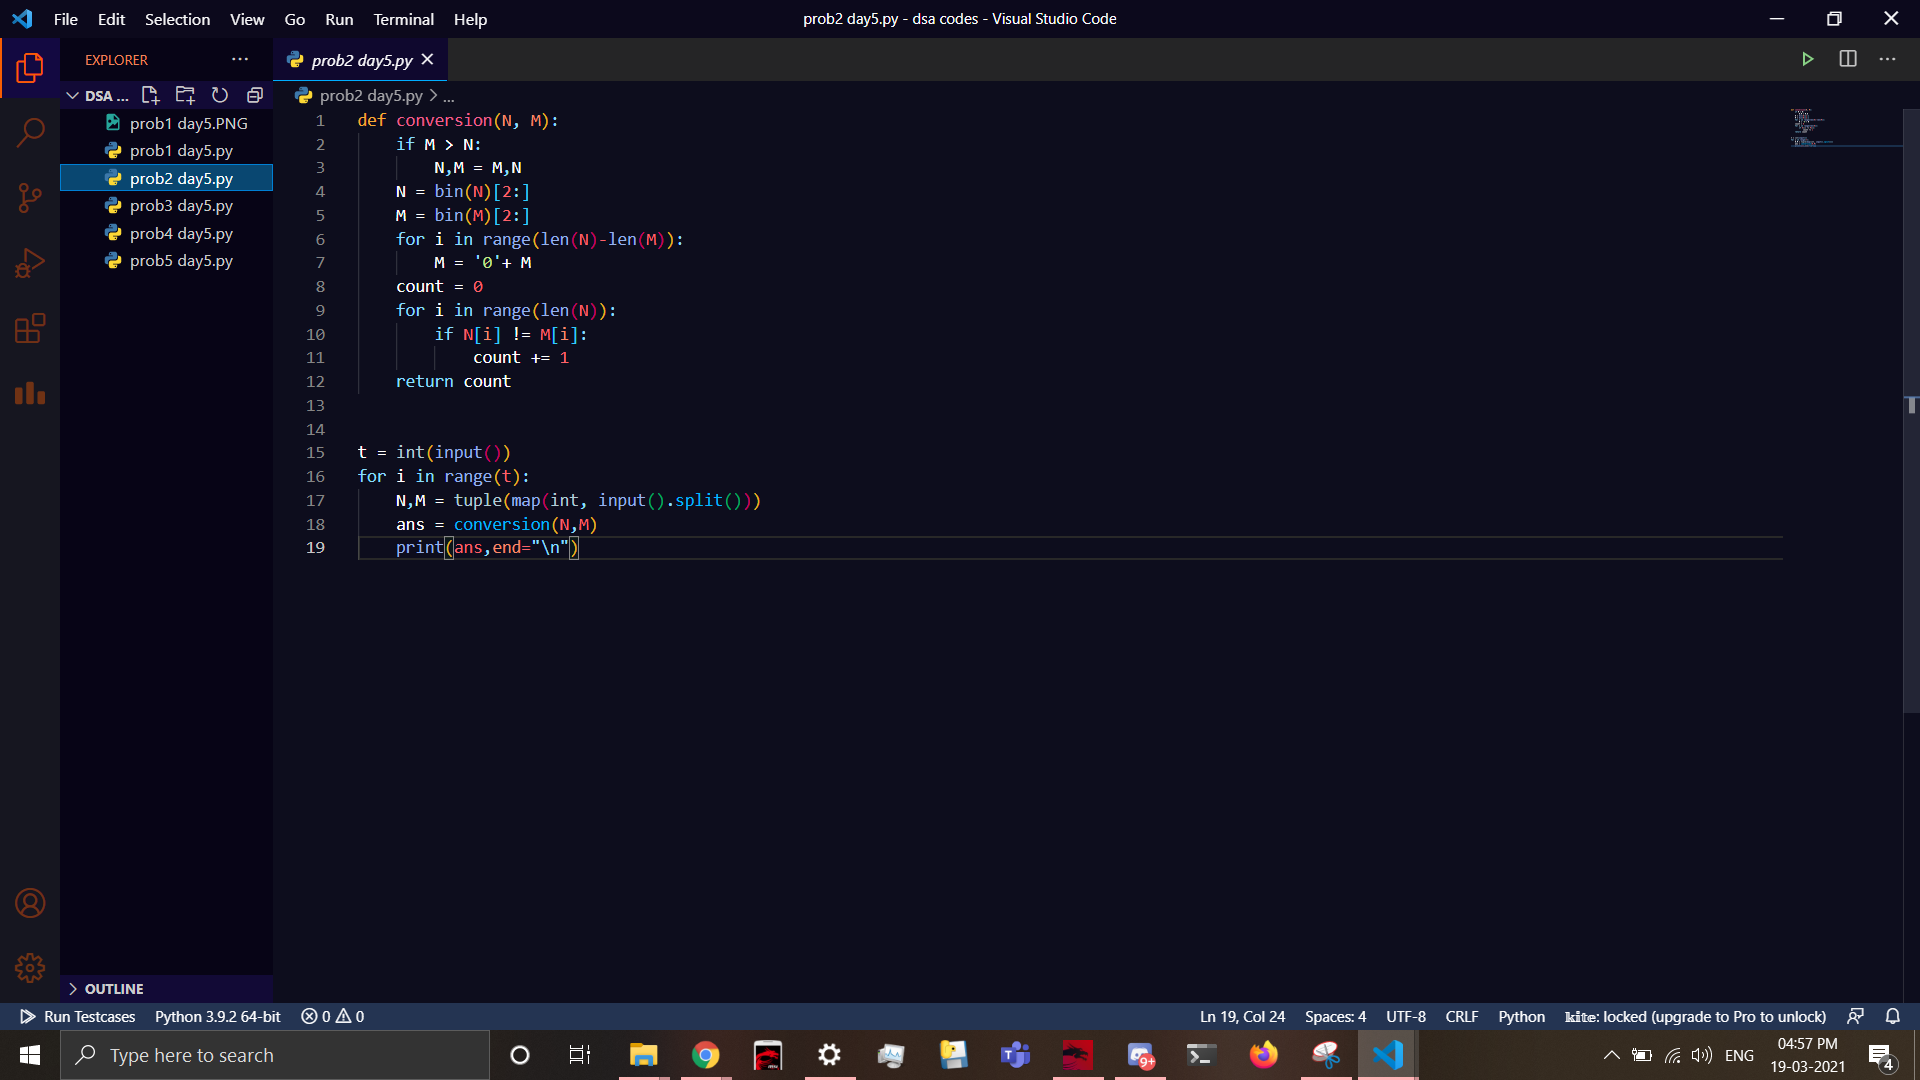 File Edit Selection View Go Run Terminal Help
prob2 day5.py - dsa codes - Visual Studio Code
EXPLORER
prob2 day5.py
DSA ...
prob2 day5.py > ...
prob1 day5.PNG
prob1 day5.py
prob2 day5.py
prob3 day5.py
prob4 day5.py
prob5 day5.py
1 def conversion(N, M):
2     if M > N:
3         N,M = M,N
4     N = bin(N)[2:]
5     M = bin(M)[2:]
6     for i in range(len(N)-len(M)):
7         M = '0'+ M
8     count = 0
9     for i in range(len(N)):
10         if N[i] != M[i]:
11             count += 1
12     return count
13
14
15 t = int(input())
16 for i in range(t):
17     N,M = tuple(map(int, input().split()))
18     ans = conversion(N,M)
19     print(ans,end="\n")
OUTLINE
Run Testcases Python 3.9.2 64-bit 0 0
Ln 19, Col 24 Spaces: 4 UTF-8 CRLF Python kite: locked (upgrade to Pro to unlock)
Type here to search
9+
ENG
04:57 PM
19-03-2021
4